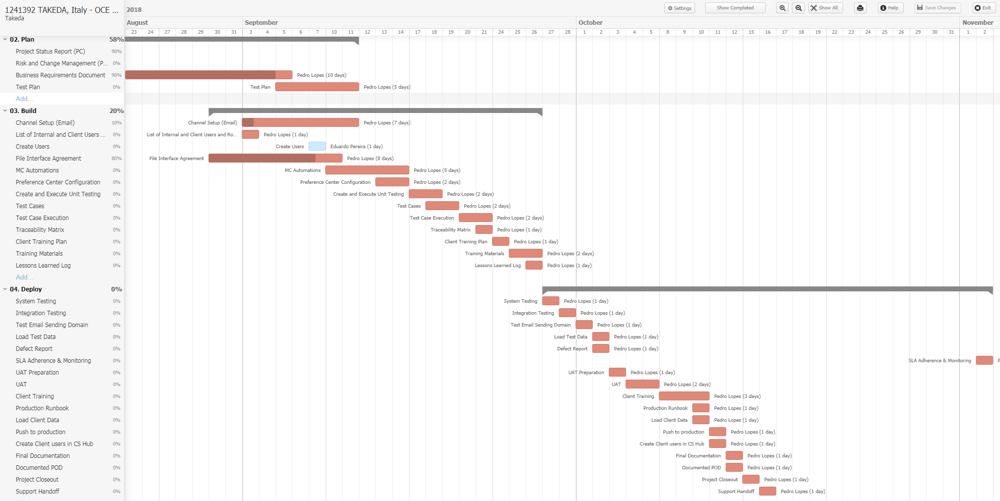 1241392 TAKEDA, Italy - OCE ...
Takeda
2018
Settings
Show Completed
Show All
Help
Save Changes
Exit
August September October November
23 24 27 28 29 30 31 3 4 5 6 7 10 11 12 13 14 17 18 19 20 21 24 25 26 27 28 1 2 3 4 5 8 9 10 11 12 15 16 17 18 19 22 23 24 25 26 29 30 31 1 2
02. Plan 58%
Project Status Report (PC) 90%
Risk and Change Management (P... 0%
Business Requirements Document 90% Pedro Lopes (10 days)
Test Plan 0% Test Plan Pedro Lopes (5 days)
Add...
03. Build 20%
Channel Setup (Email) 10% Channel Setup (Email) Pedro Lopes (7 days)
List of Internal and Client Users ... 0% List of Internal and Client Users and Ro... Pedro Lopes (1 day)
Create Users 0% Create Users Eduardo Pereira (1 day)
File Interface Agreement 80% File Interface Agreement Pedro Lopes (8 days)
MC Automations 0% MC Automations Pedro Lopes (5 days)
Preference Center Configuration 0% Preference Center Configuration Pedro Lopes (2 days)
Create and Execute Unit Testing 0% Create and Execute Unit Testing Pedro Lopes (2 days)
Test Cases 0% Test Cases Pedro Lopes (2 days)
Test Case Execution 0% Test Case Execution Pedro Lopes (2 days)
Traceability Matrix 0% Traceability Matrix Pedro Lopes (1 day)
Client Training Plan 0% Client Training Plan Pedro Lopes (1 day)
Training Materials 0% Training Materials Pedro Lopes (2 days)
Lessons Learned Log 0% Lessons Learned Log Pedro Lopes (1 day)
Add...
04. Deploy 0%
System Testing 0% System Testing Pedro Lopes (1 day)
Integration Testing 0% Integration Testing Pedro Lopes (1 day)
Test Email Sending Domain 0% Test Email Sending Domain Pedro Lopes (1 day)
Load Test Data 0% Load Test Data Pedro Lopes (1 day)
Defect Report 0% Defect Report Pedro Lopes (1 day)
SLA Adherence & Monitoring 0% SLA Adherence & Monitoring P
UAT Preparation 0% UAT Preparation Pedro Lopes (1 day)
UAT 0% UAT Pedro Lopes (2 days)
Client Training 0% Client Training Pedro Lopes (3 days)
Production Runbook 0% Production Runbook Pedro Lopes (1 day)
Load Client Data 0% Load Client Data Pedro Lopes (1 day)
Push to production 0% Push to production Pedro Lopes (1 day)
Create Client users in CS Hub 0% Create Client users in CS Hub Pedro Lopes (1 day)
Final Documentation 0% Final Documentation Pedro Lopes (1 day)
Documented POD 0% Documented POD Pedro Lopes (1 day)
Project Closeout 0% Project Closeout Pedro Lopes (1 day)
Support Handoff 0% Support Handoff Pedro Lopes (1 day)